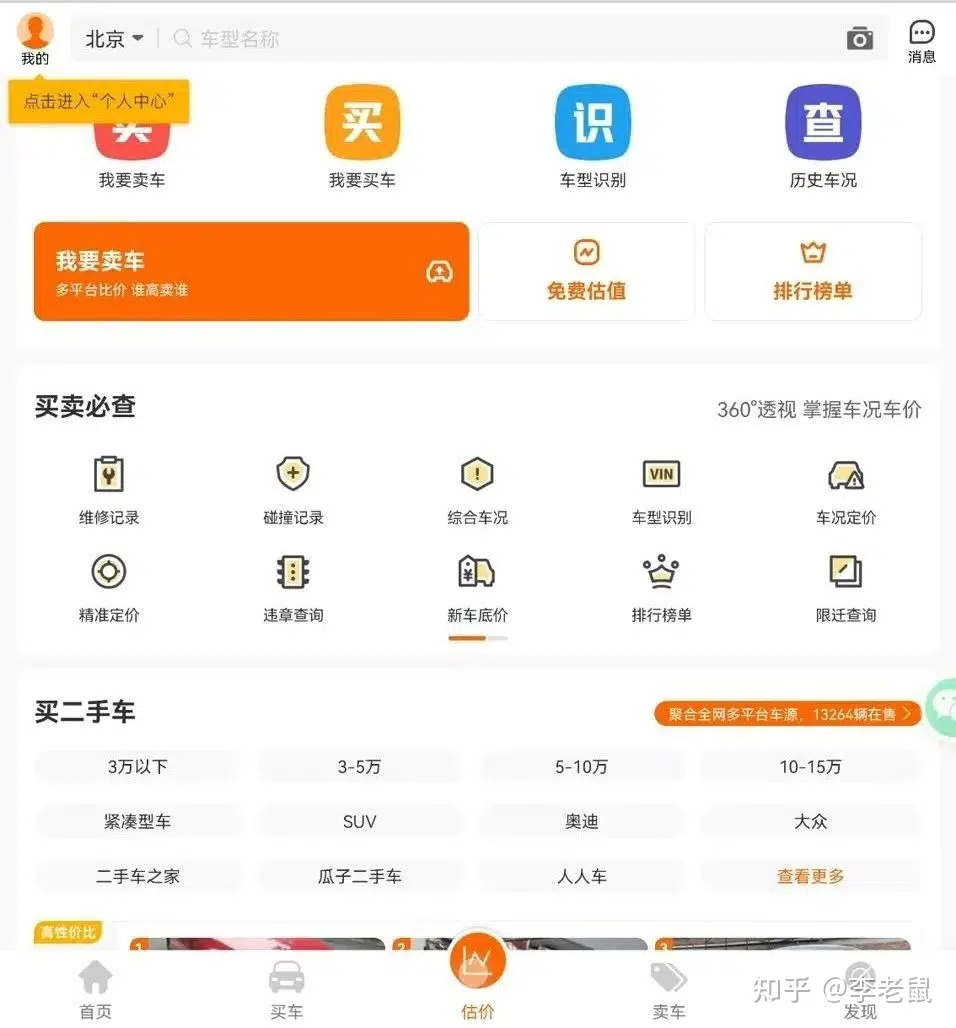 北京
车型名称
我的
消息
点击进入“个人中心”
买
识
查
我要卖车
我要买车
车型识别
历史车况
我要卖车
多平台比价 谁高卖谁
免费估值
排行榜单
买卖必查
360°透视 掌握车况车价
维修记录
碰撞记录
综合车况
VIN
车型识别
车况定价
精准定价
违章查询
新车底价
排行榜单
限迁查询
买二手车
聚合全网多平台车源，13264辆在售
3万以下
3-5万
5-10万
10-15万
紧凑型车
SUV
奥迪
大众
二手车之家
瓜子二手车
人人车
查看更多
高性价比
1
2
3
首页
买车
估价
卖车
发现
知乎 @李老鼠